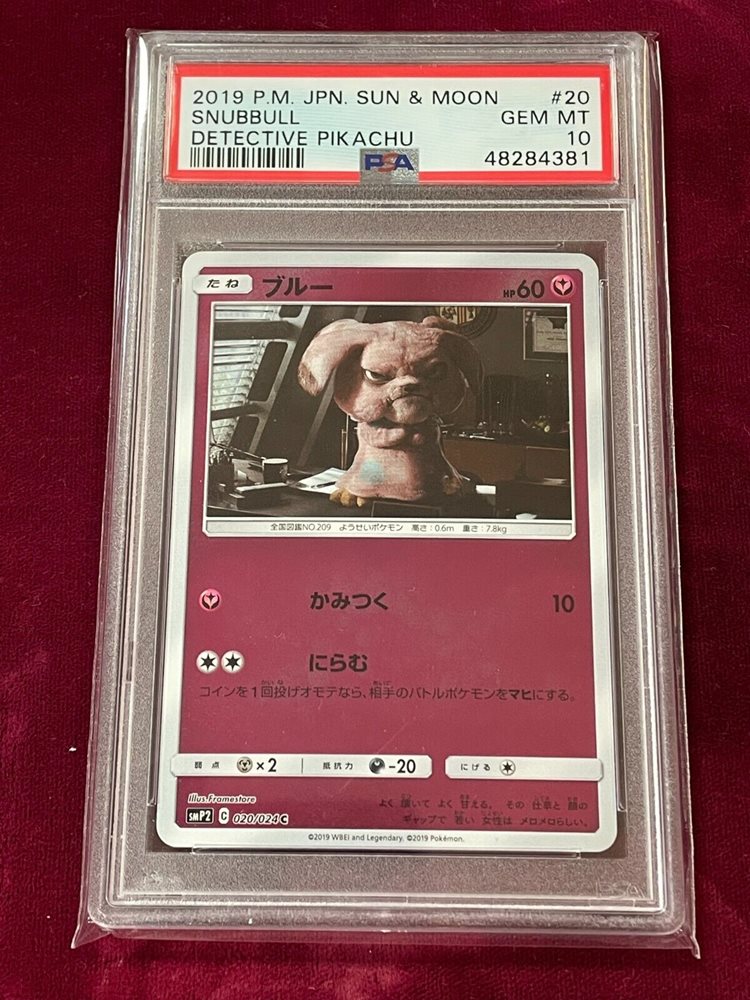 2019 P.M. JPN. SUN & MOON #20
SNUBBULL GEM MT
DETECTIVE PIKACHU 10
PSA 48284381
たね ブルー HP60
全国図鑑NO.209 ようせいポケモン 高さ:0.6m 重さ:7.8kg
かみつく 10
にらむ
コインを1回投げオモテなら、相手のバトルポケモンをマヒにする。
弱点 ×2 抵抗力 -20 にげる
Illus.Framestore
よく 懐いて よく 甘える。 その 仕草と 顔の
ギャップで 若い 女性は メロメロらしい。
SMP2 C 020/024 C
©2019 WBEI and Legendary. ©2019 Pokémon.